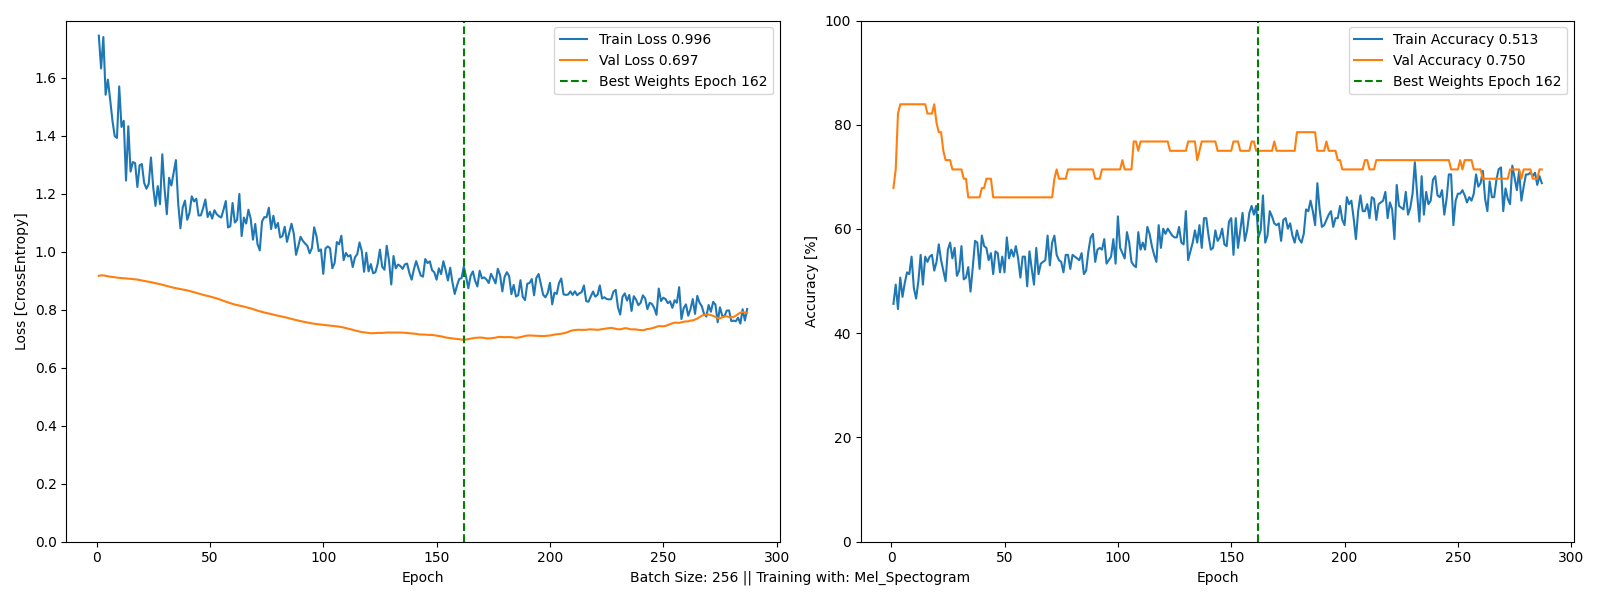 Train Loss 0.996
Val Loss 0.697
Best Weights Epoch 162
1.6
1.4
1.2
1.0
0.8
0.6
0.4
0.2
0.0
Loss [CrossEntropy]
0 50 100 150 200 250 300
Epoch
Train Accuracy 0.513
Val Accuracy 0.750
Best Weights Epoch 162
100
80
60
40
20
0
Accuracy [%]
0 50 100 150 200 250 300
Epoch
Batch Size: 256 || Training with: Mel_Spectogram